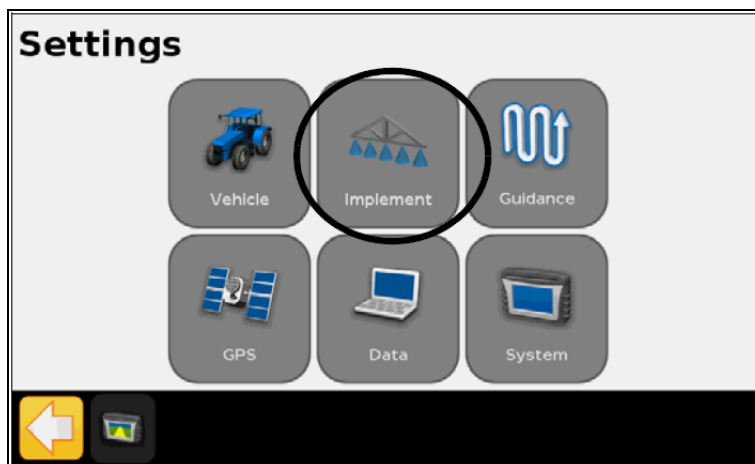 Settings
Vehicle
Implement
Guidance
GPS
Data
System